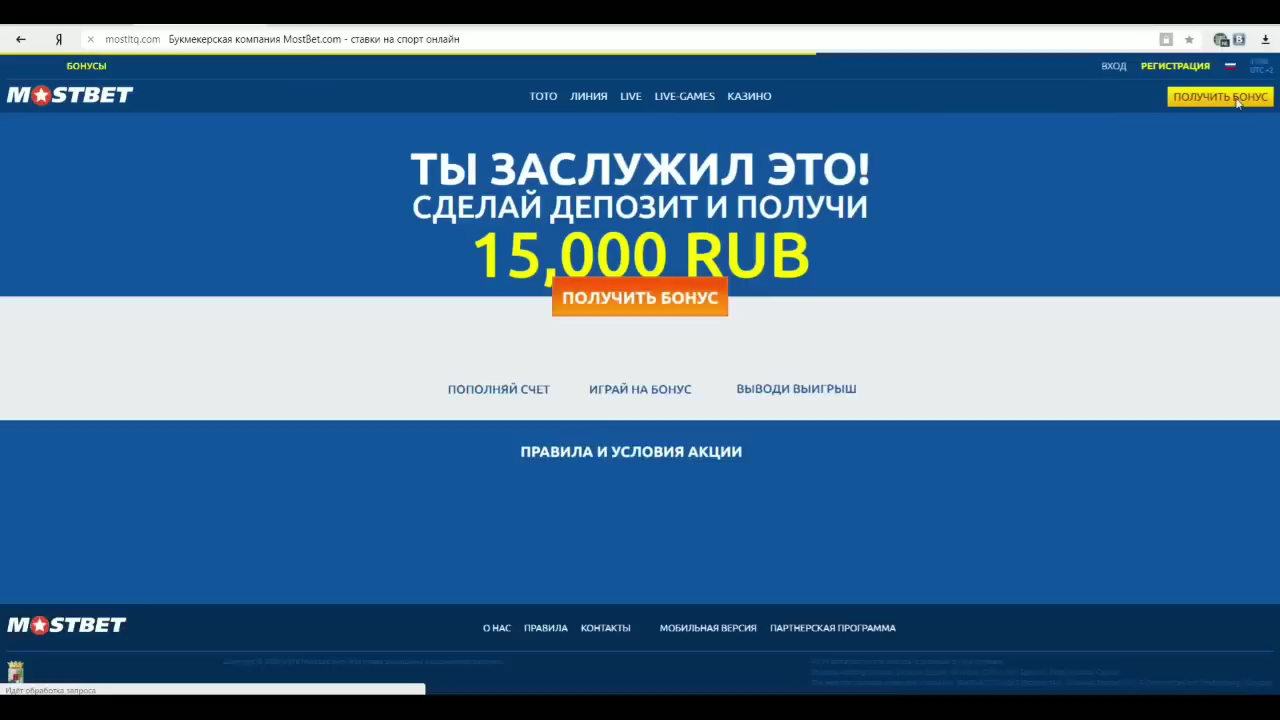 mostltq.com Букмекерская компания MostBet.com - ставки на спорт онлайн
БОНУСЫ
ВХОД РЕГИСТРАЦИЯ
UTC +2
MOSTBET
ТОТО ЛИНИЯ LIVE LIVE-GAMES КАЗИНО
ПОЛУЧИТЬ БОНУС
ТЫ ЗАСЛУЖИЛ ЭТО!
СДЕЛАЙ ДЕПОЗИТ И ПОЛУЧИ
15,000 RUB
ПОЛУЧИТЬ БОНУС
ПОПОЛНЯЙ СЧЕТ ИГРАЙ НА БОНУС ВЫВОДИ ВЫИГРЫШ
ПРАВИЛА И УСЛОВИЯ АКЦИИ
MOSTBET
О НАС ПРАВИЛА КОНТАКТЫ МОБИЛЬНАЯ ВЕРСИЯ ПАРТНЕРСКАЯ ПРОГРАММА
Идёт обработка запроса